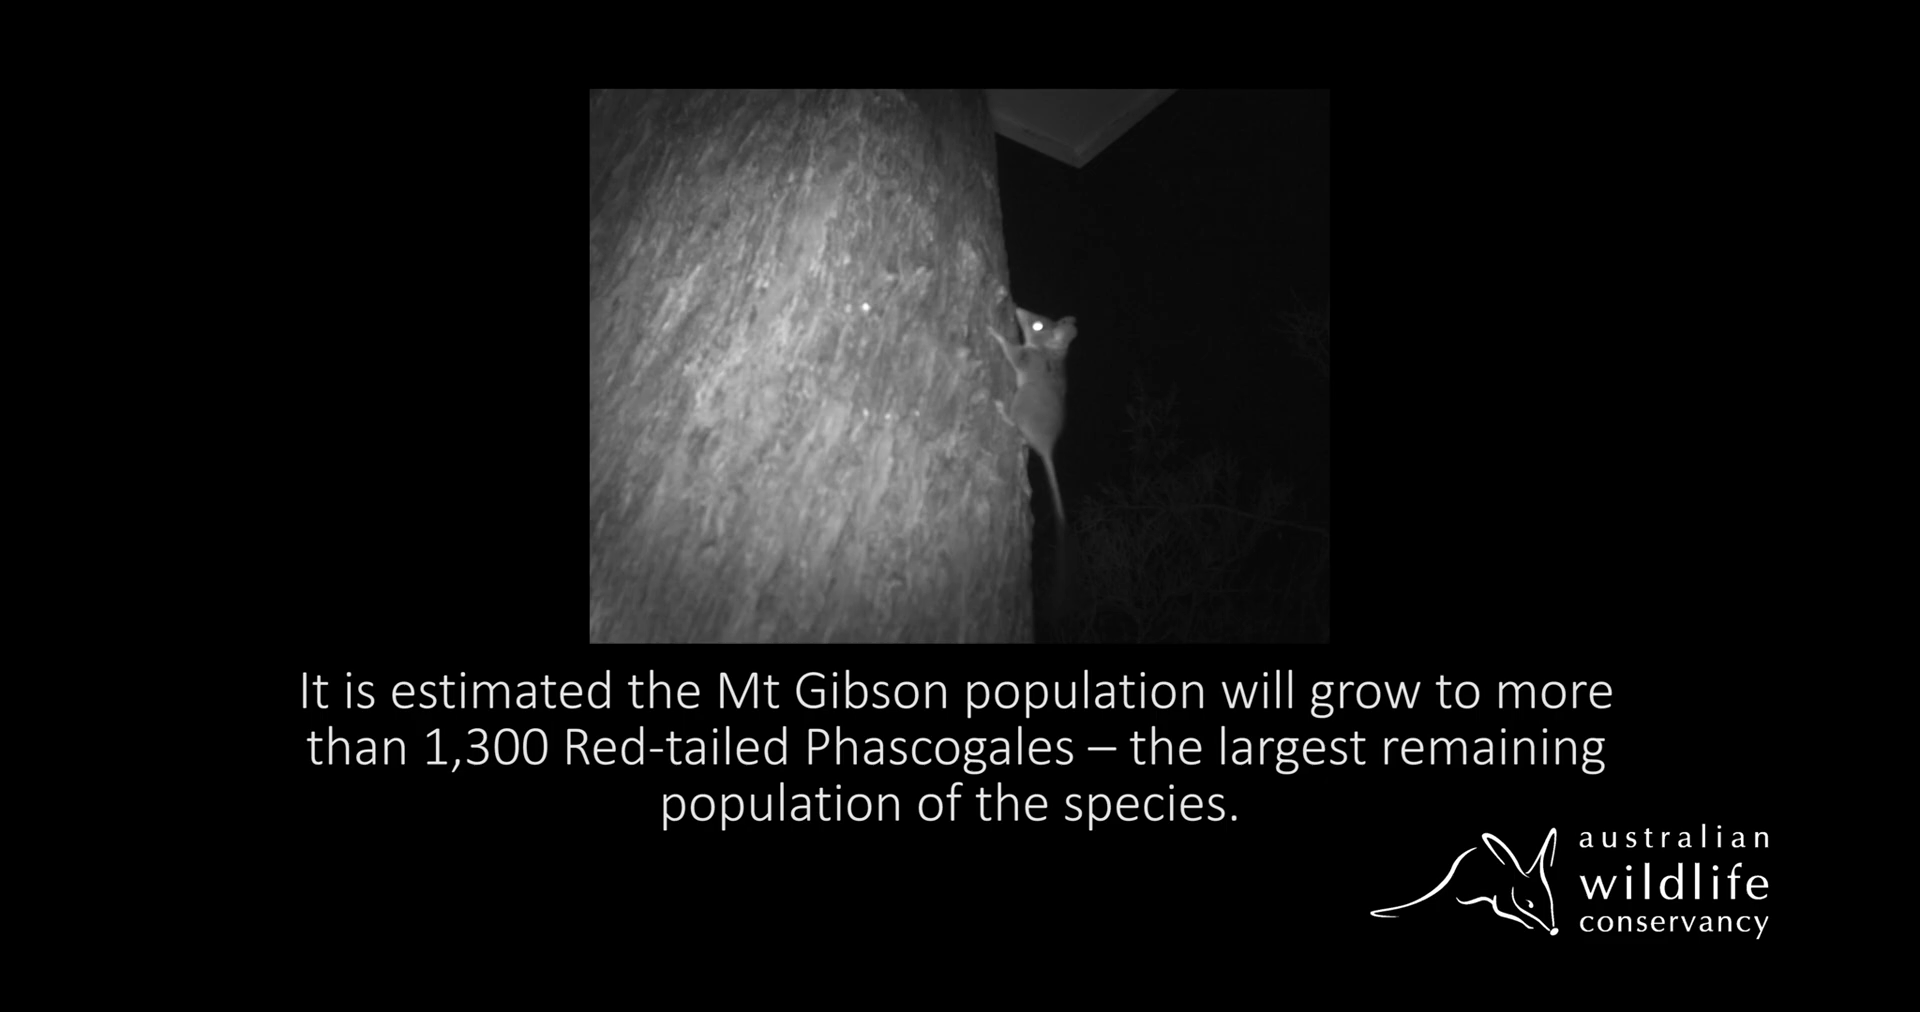 It is estimated the Mt Gibson population will grow to more
than 1,300 Red-tailed Phascogales – the largest remaining
population of the species.
australian
wildlife
conservancy